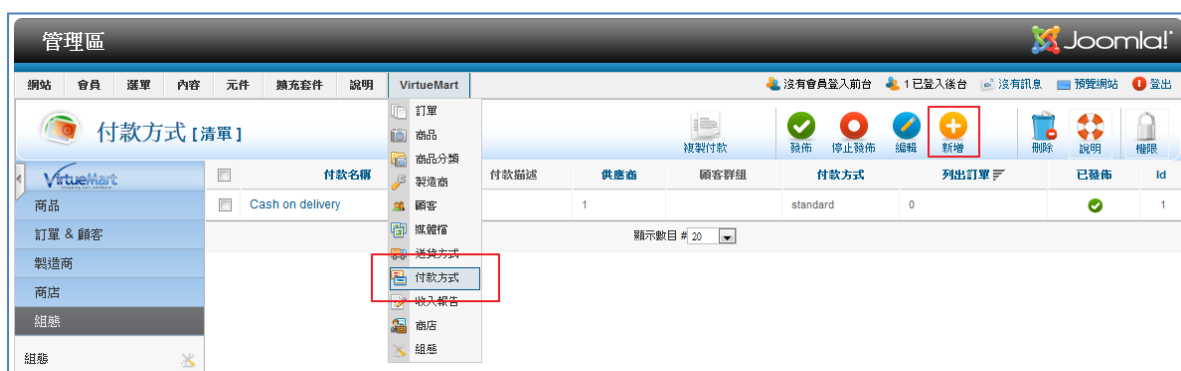 管理區
Joomla!
網站 會員 選單 內容 元件 擴充套件 說明 VirtueMart 沒有會員登入前台 1 已登入後台 沒有訊息 預覽網站 登出
付款方式 [清單]
複製付款 發佈 停止發佈 編輯 新增 刪除 說明 權限
訂單
商品
商品分類
製造商
顧客
媒體檔
送貨方式
付款方式
收入報告
商店
組態
VirtueMart
付款名稱 付款描述 供應商 顧客群組 付款方式 列出訂單 已發佈 Id
Cash on delivery 1 standard 0 1
顯示數目 # 20
商品
訂單 & 顧客
製造商
商店
組態
組態